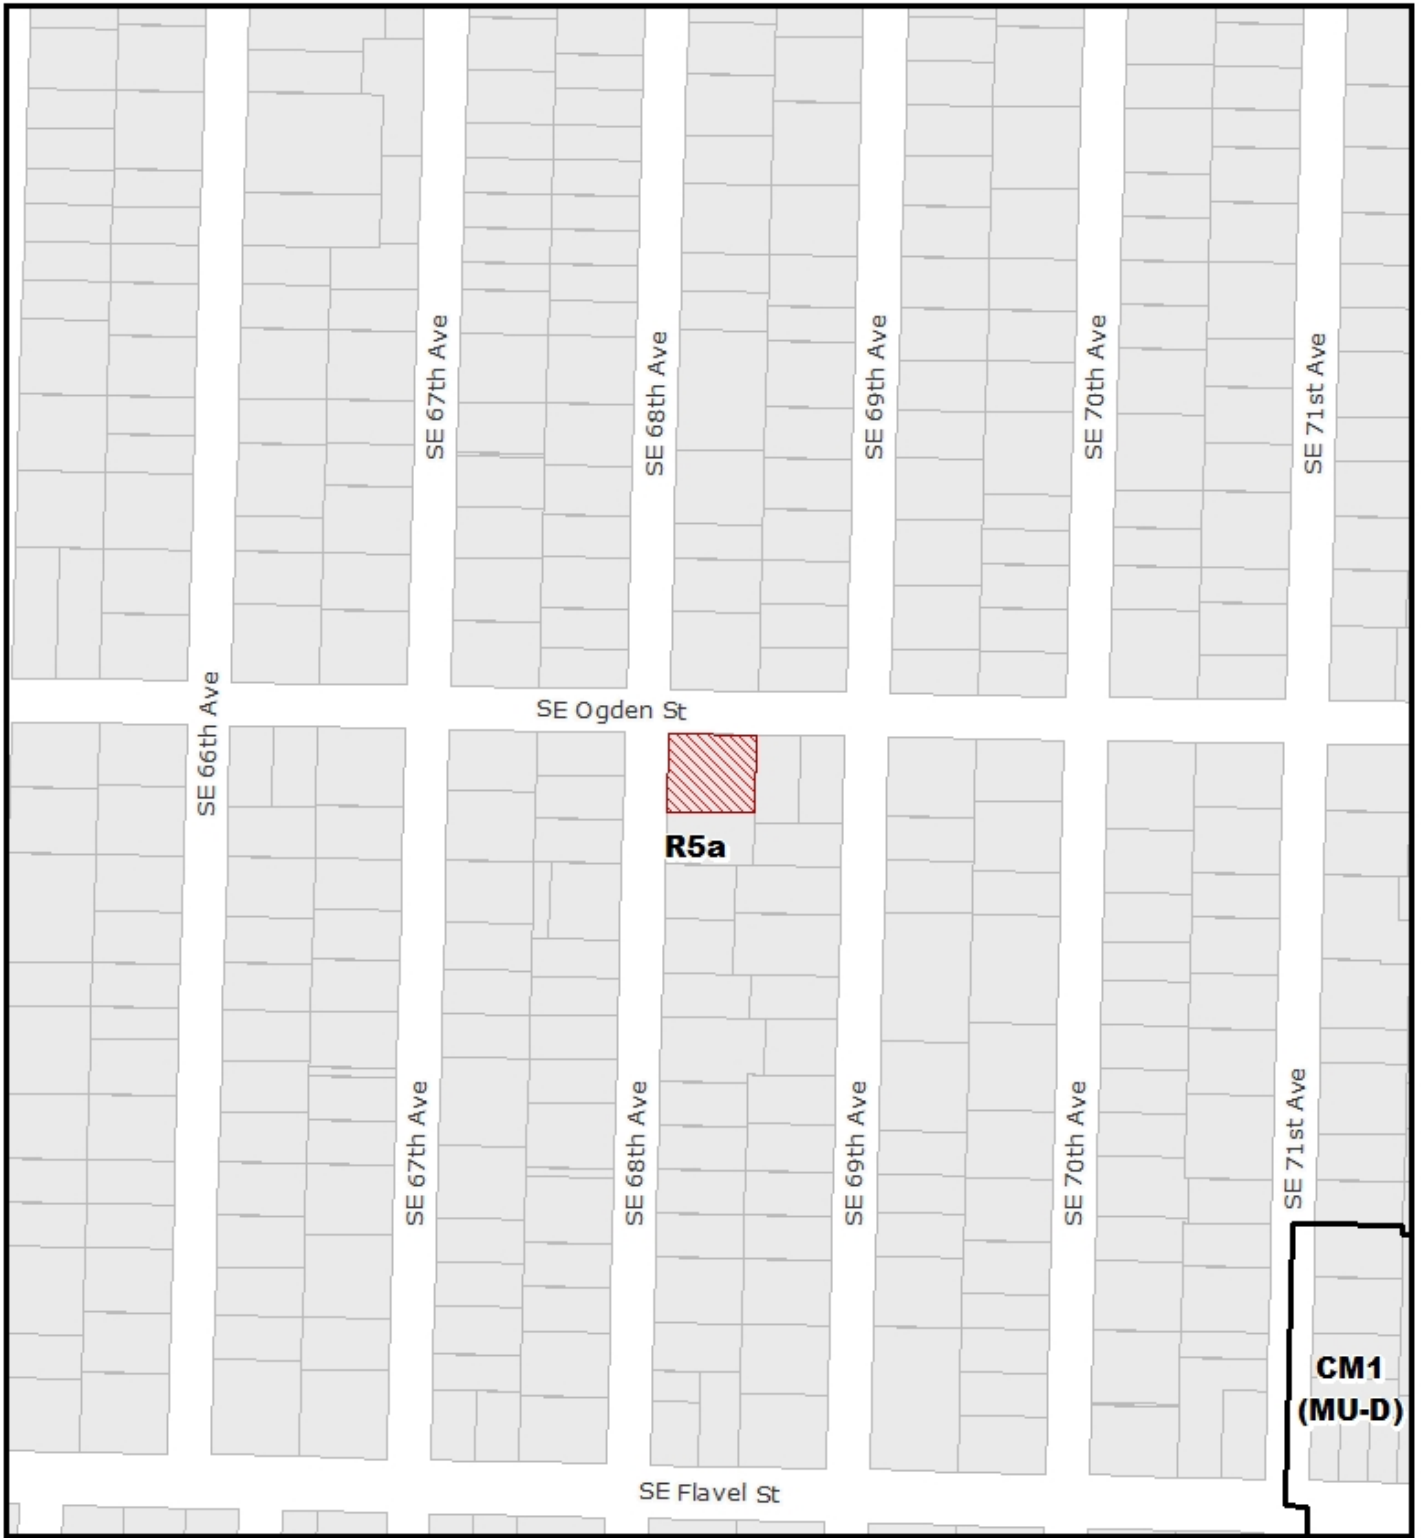 SE 67th Ave
SE 68th Ave
SE 69th Ave
SE 70th Ave
SE 71st Ave
SE 66th Ave
SE Ogden St
R5a
SE 67th Ave
SE 68th Ave
SE 69th Ave
SE 70th Ave
SE 71st Ave
CM1
(MU-D)
SE Flavel St